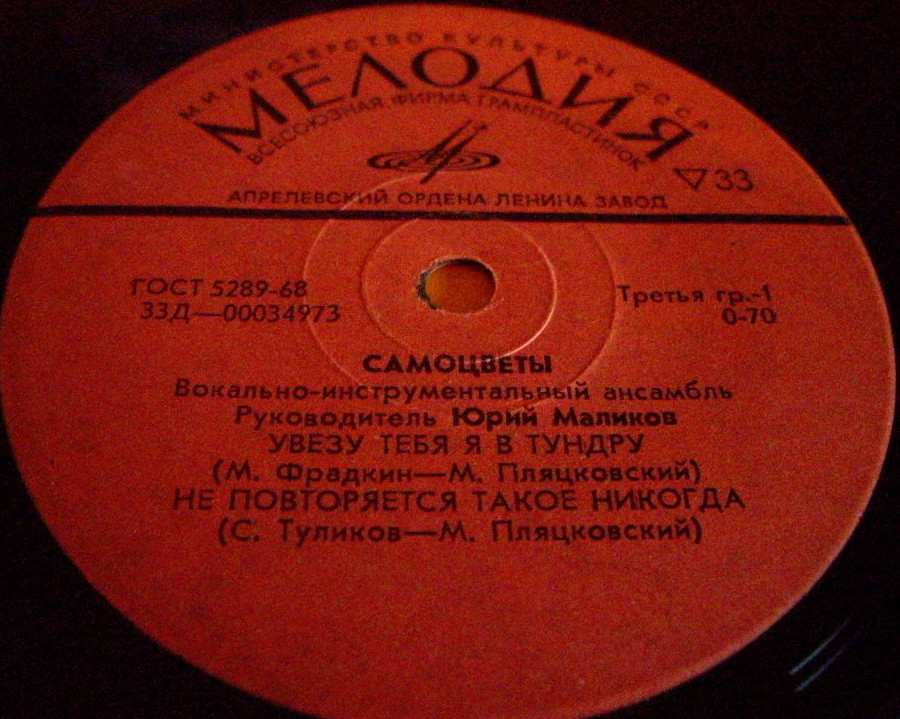 МИНИСТЕРСТВО КУЛЬТУРЫ СССР
МЕЛОДИЯ
ВСЕСОЮЗНАЯ ФИРМА ГРАМПЛАСТИНОК
▽33
АПРЕЛЕВСКИЙ ОРДЕНА ЛЕНИНА ЗАВОД
ГОСТ 5289-68
33Д—00034973
Третья гр.-1
0-70
САМОЦВЕТЫ
Вокально-инструментальный ансамбль
Руководитель Юрий Маликов
УВЕЗУ ТЕБЯ Я В ТУНДРУ
(М. Фрадкин—М. Пляцковский)
НЕ ПОВТОРЯЕТСЯ ТАКОЕ НИКОГДА
(С. Туликов—М. Пляцковский)